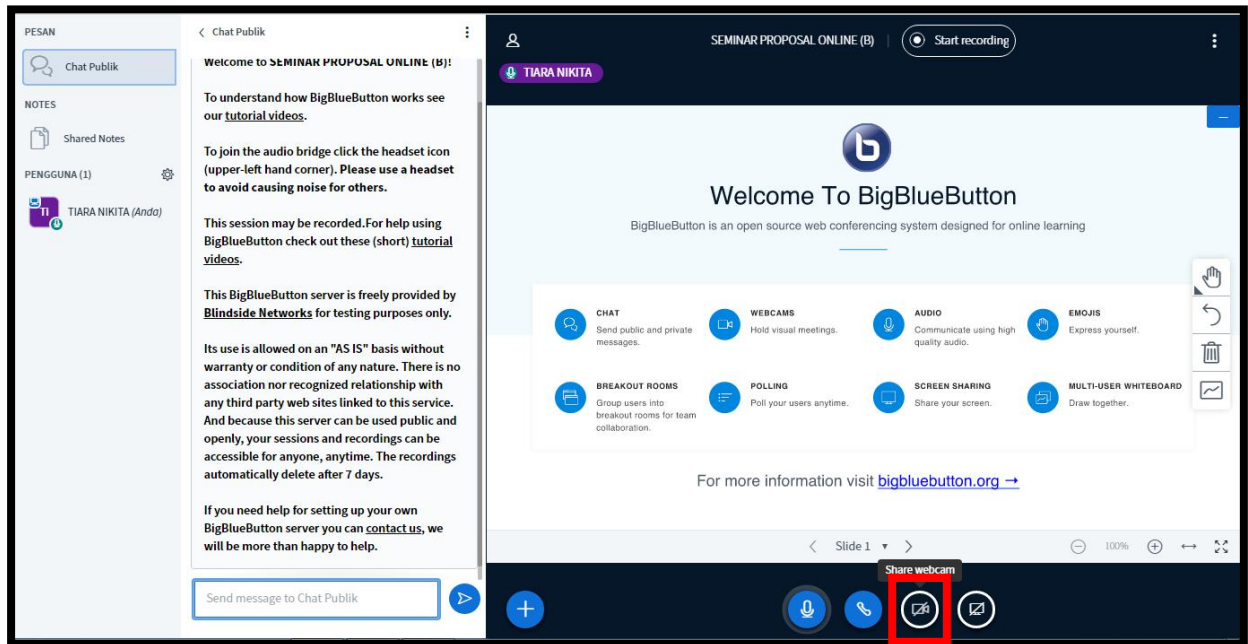 PESAN
Chat Publik
NOTES
Shared Notes
PENGGUNA (1)
TI
TIARA NIKITA (Anda)
Chat Publik
Welcome to SEMINAR PROPOSAL ONLINE (B)!
To understand how BigBlueButton works see
our tutorial videos.
To join the audio bridge click the headset icon
(upper-left hand corner). Please use a headset
to avoid causing noise for others.
This session may be recorded.For help using
BigBlueButton check out these (short) tutorial
videos.
This BigBlueButton server is freely provided by
Blindside Networks for testing purposes only.
Its use is allowed on an "AS IS" basis without
warranty or condition of any nature. There is no
association nor recognized relationship with
any third party web sites linked to this service.
And because this server can be used public and
openly, your sessions and recordings can be
accessible for anyone, anytime. The recordings
automatically delete after 7 days.
If you need help for setting up your own
BigBlueButton server you can contact us, we
will be more than happy to help.
Send message to Chat Publik
SEMINAR PROPOSAL ONLINE (B)
Start recording
TIARA NIKITA
b
Welcome To BigBlueButton
BigBlueButton is an open source web conferencing system designed for online learning
CHAT
Send public and private
messages.
WEBCAMS
Hold visual meetings.
AUDIO
Communicate using high
quality audio.
EMOJIS
Express yourself.
BREAKOUT ROOMS
Group users into
breakout rooms for team
collaboration.
POLLING
Poll your users anytime.
SCREEN SHARING
Share your screen.
MULTI-USER WHITEBOARD
Draw together.
For more information visit bigbluebutton.org →
Slide 1
100%
Share webcam